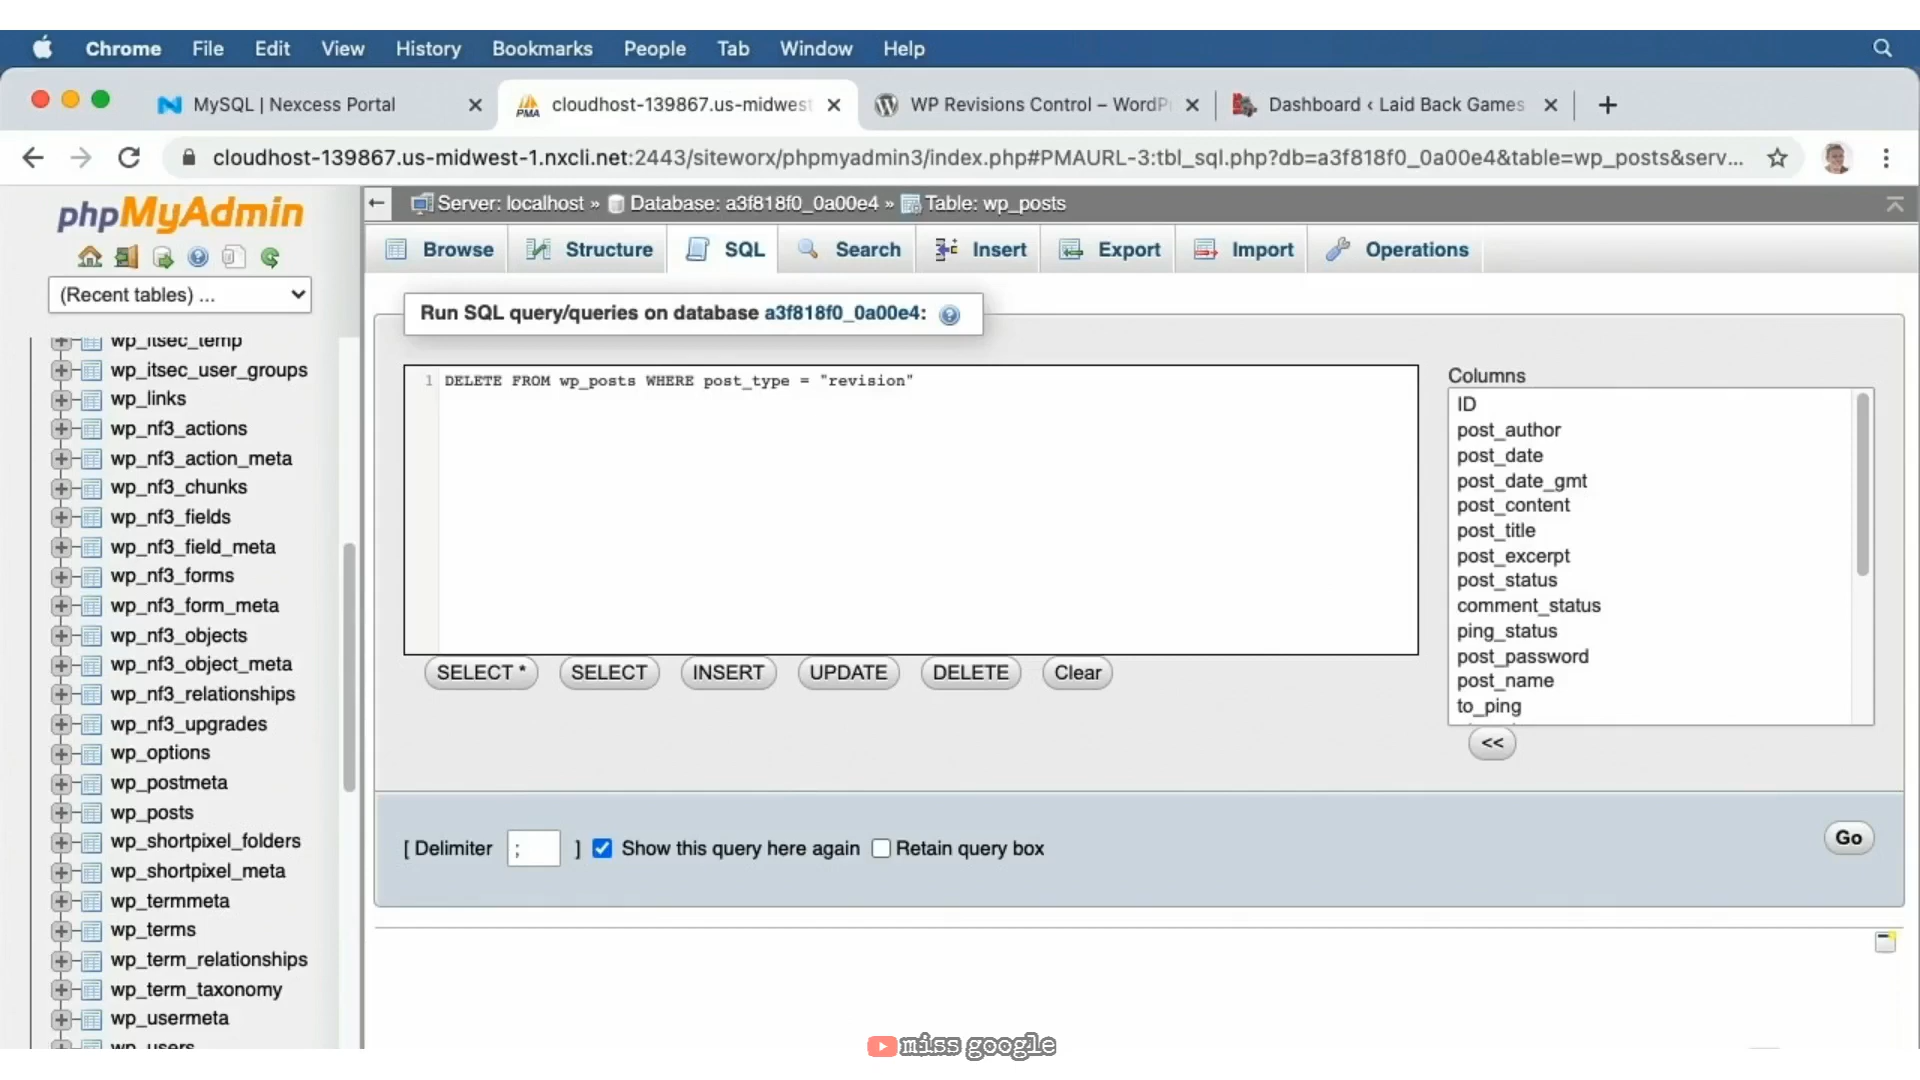 Chrome File Edit View History Bookmarks People Tab Window Help
MySQL | Nexcess Portal
PMA cloudhost-139867.us-midwest
WP Revisions Control – WordP
Dashboard ‹ Laid Back Games
cloudhost-139867.us-midwest-1.nxcli.net:2443/siteworx/phpmyadmin3/index.php#PMAURL-3:tbl_sql.php?db=a3f818f0_0a00e4&table=wp_posts&serv...
phpMyAdmin
(Recent tables) ...
wp_itsec_temp
wp_itsec_user_groups
wp_links
wp_nf3_actions
wp_nf3_action_meta
wp_nf3_chunks
wp_nf3_fields
wp_nf3_field_meta
wp_nf3_forms
wp_nf3_form_meta
wp_nf3_objects
wp_nf3_object_meta
wp_nf3_relationships
wp_nf3_upgrades
wp_options
wp_postmeta
wp_posts
wp_shortpixel_folders
wp_shortpixel_meta
wp_termmeta
wp_terms
wp_term_relationships
wp_term_taxonomy
wp_usermeta
wp_users
Server: localhost » Database: a3f818f0_0a00e4 » Table: wp_posts
Browse Structure SQL Search Insert Export Import Operations
Run SQL query/queries on database a3f818f0_0a00e4:
1 DELETE FROM wp_posts WHERE post_type = "revision"
SELECT * SELECT INSERT UPDATE DELETE Clear
Columns
ID
post_author
post_date
post_date_gmt
post_content
post_title
post_excerpt
post_status
comment_status
ping_status
post_password
post_name
to_ping
<<
[ Delimiter ; ] Show this query here again Retain query box
Go
miss google